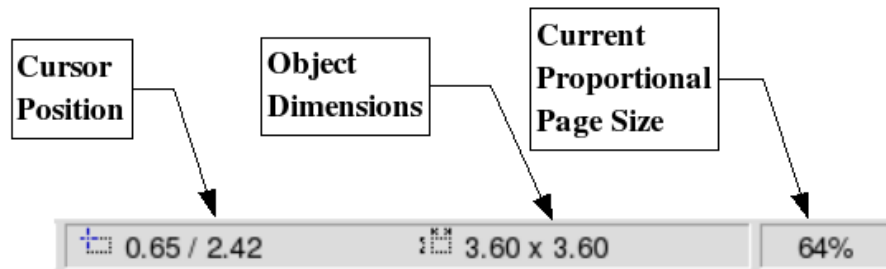 Cursor
Position
Object
Dimensions
Current
Proportional
Page Size
0.65 / 2.42
3.60 x 3.60
64%